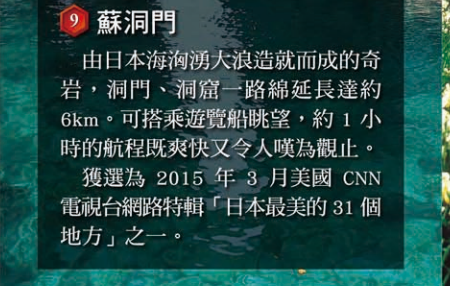 9 蘇洞門
由日本海洶湧大浪造就而成的奇
岩，洞門、洞窟一路綿延長達約
6km。可搭乘遊覽船眺望，約 1 小
時的航程既爽快又令人嘆為觀止。
獲選為 2015 年 3 月美國 CNN
電視台網路特輯「日本最美的 31 個
地方」之一。